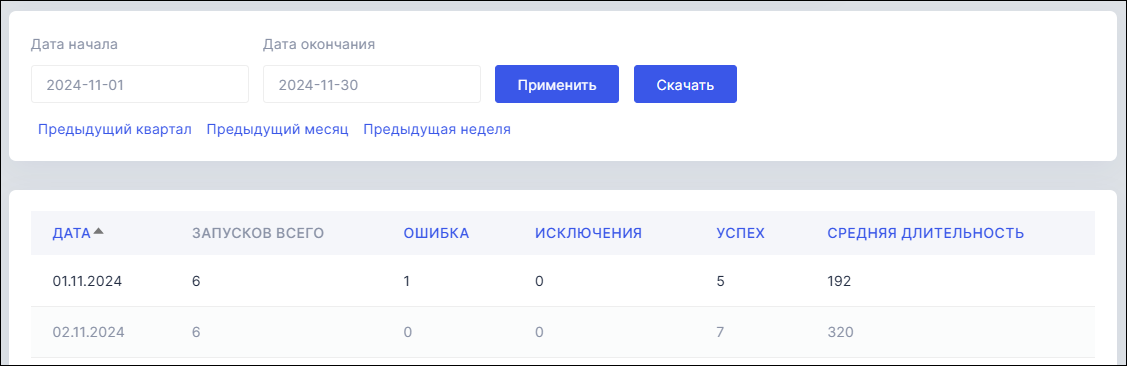 Дата начала Дата окончания
2024-11-01 2024-11-30 Применить Скачать
Предыдущий квартал Предыдущий месяц Предыдущая неделя
ДАТА ЗАПУСКОВ ВСЕГО ОШИБКА ИСКЛЮЧЕНИЯ УСПЕХ СРЕДНЯЯ ДЛИТЕЛЬНОСТЬ
01.11.2024 6 1 0 5 192
02.11.2024 6 0 0 7 320